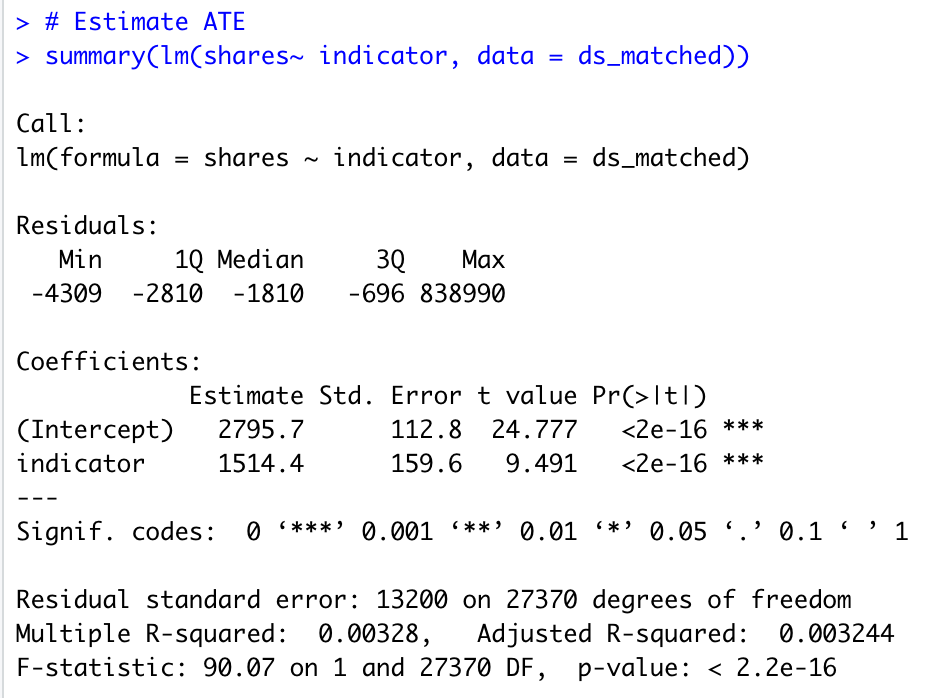 > # Estimate ATE
> summary(lm(shares~ indicator, data = ds_matched))
Call:
lm(formula = shares ~ indicator, data = ds_matched)
Residuals:
   Min     1Q Median     3Q    Max
 -4309  -2810  -1810   -696 838990
Coefficients:
            Estimate Std. Error t value Pr(>|t|)
(Intercept)   2795.7      112.8  24.777   <2e-16 ***
indicator     1514.4      159.6   9.491   <2e-16 ***
---
Signif. codes:  0 ‘***’ 0.001 ‘**’ 0.01 ‘*’ 0.05 ‘.’ 0.1 ‘ ’ 1
Residual standard error: 13200 on 27370 degrees of freedom
Multiple R-squared:  0.00328,   Adjusted R-squared:  0.003244
F-statistic: 90.07 on 1 and 27370 DF,  p-value: < 2.2e-16